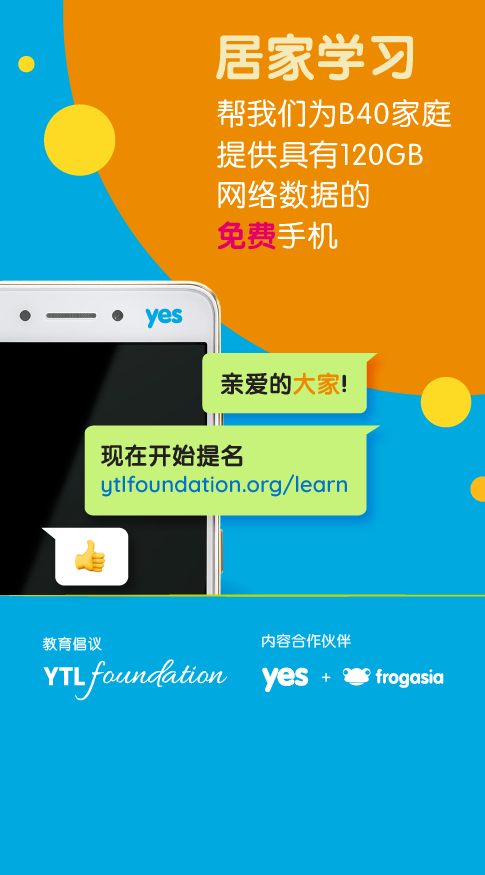 居家学习
帮我们为B40家庭
提供具有120GB
网络数据的
免费手机
yes
亲爱的大家!
现在开始提名
ytlfoundation.org/learn
教育倡议
YTL foundation
内容合作伙伴
yes + frogasia